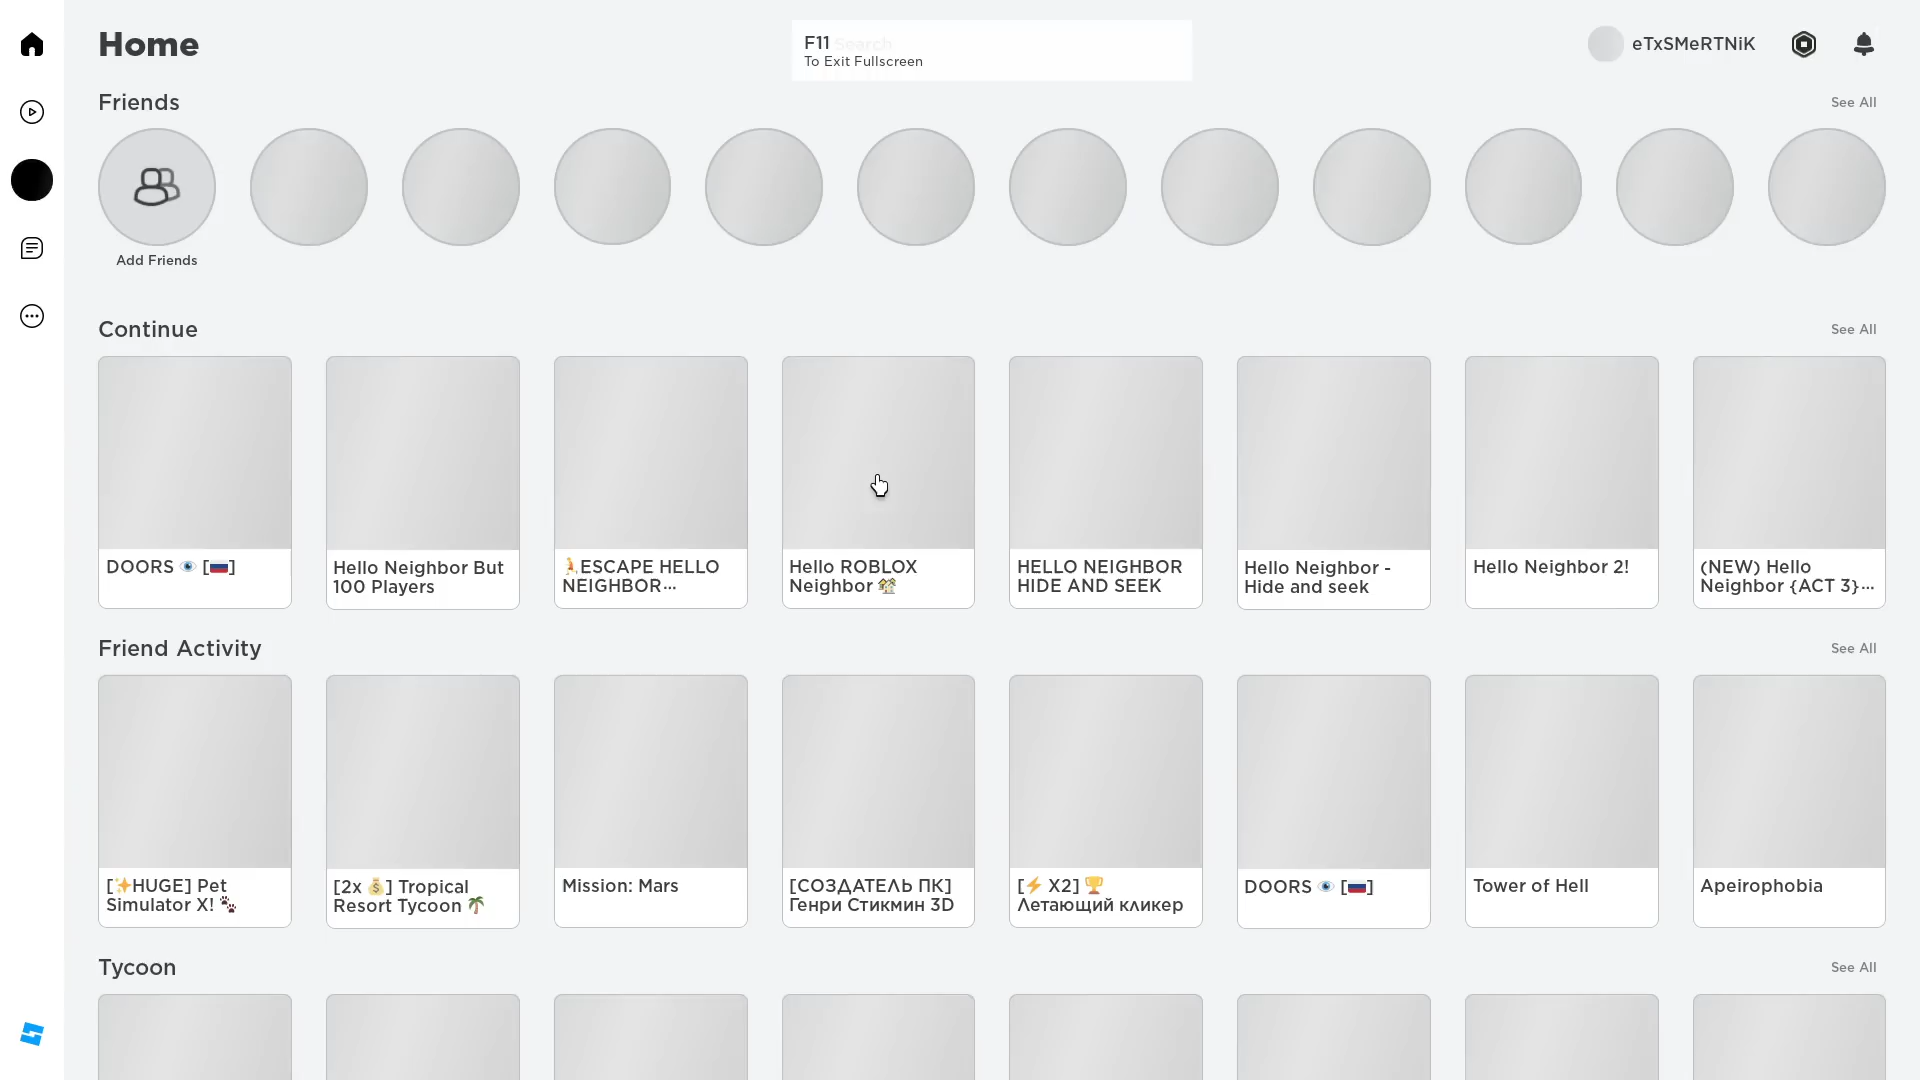 Home
F11 Search
To Exit Fullscreen
eTxSMeRTNiK
Friends
See All
Add Friends
Continue
See All
DOORS 👁 [🇷🇺]
Hello Neighbor But
100 Players
🏃ESCAPE HELLO
NEIGHBOR...
Hello ROBLOX
Neighbor 🏘
HELLO NEIGHBOR
HIDE AND SEEK
Hello Neighbor -
Hide and seek
Hello Neighbor 2!
(NEW) Hello
Neighbor {ACT 3}...
Friend Activity
See All
[✨HUGE] Pet
Simulator X! 🐾
[2x 💰] Tropical
Resort Tycoon 🌴
Mission: Mars
[СОЗДАТЕЛЬ ПК]
Генри Стикмин 3D
[⚡ X2] 🏆
Летающий кликер
DOORS 👁 [🇷🇺]
Tower of Hell
Apeirophobia
Tycoon
See All